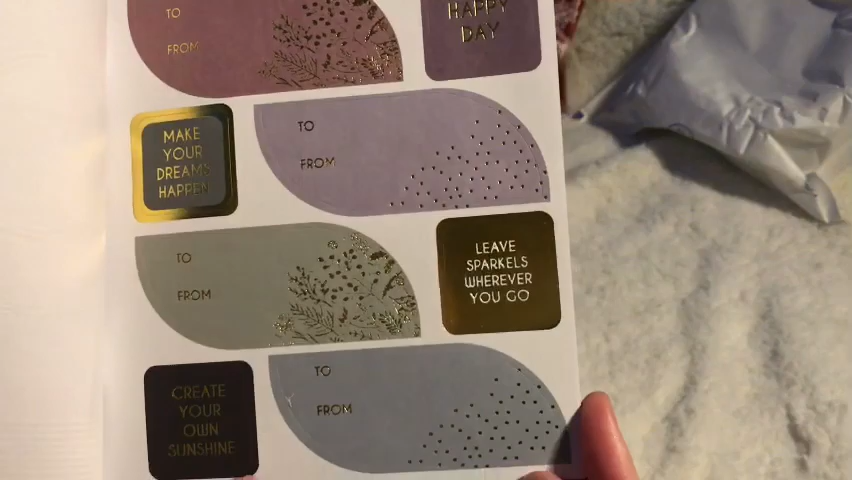 TO
FROM
HAPPY
DAY
MAKE
YOUR
DREAMS
HAPPEN
TO
FROM
TO
FROM
LEAVE
SPARKELS
WHEREVER
YOU GO
CREATE
YOUR
OWN
SUNSHINE
TO
FROM